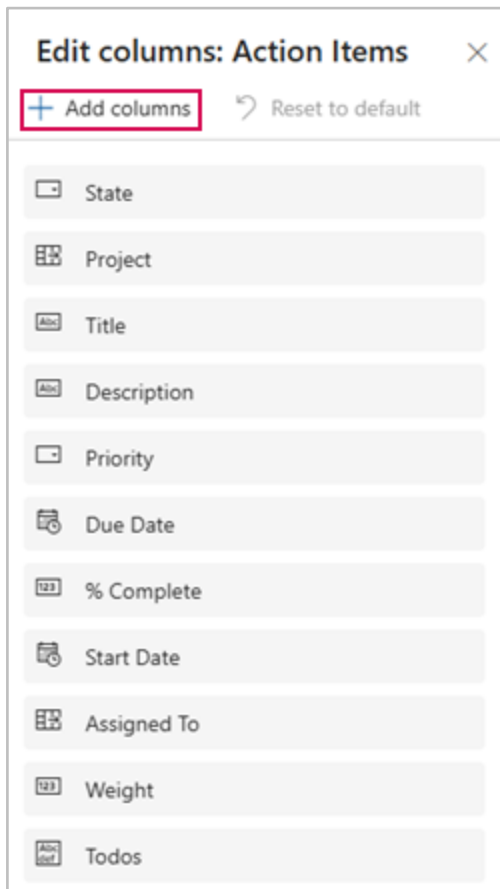 Edit columns: Action Items
Add columns Reset to default
State
Project
Title
Description
Priority
Due Date
% Complete
Start Date
Assigned To
Weight
Todos